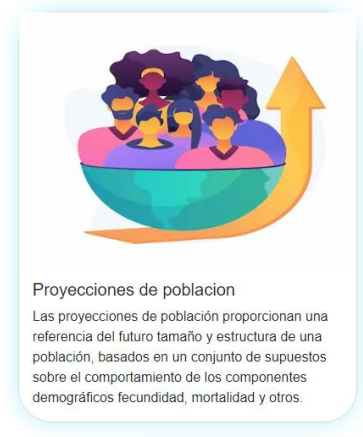 Proyecciones de poblacion
Las proyecciones de población proporcionan una
referencia del futuro tamaño y estructura de una
población, basados en un conjunto de supuestos
sobre el comportamiento de los componentes
demográficos fecundidad, mortalidad y otros.